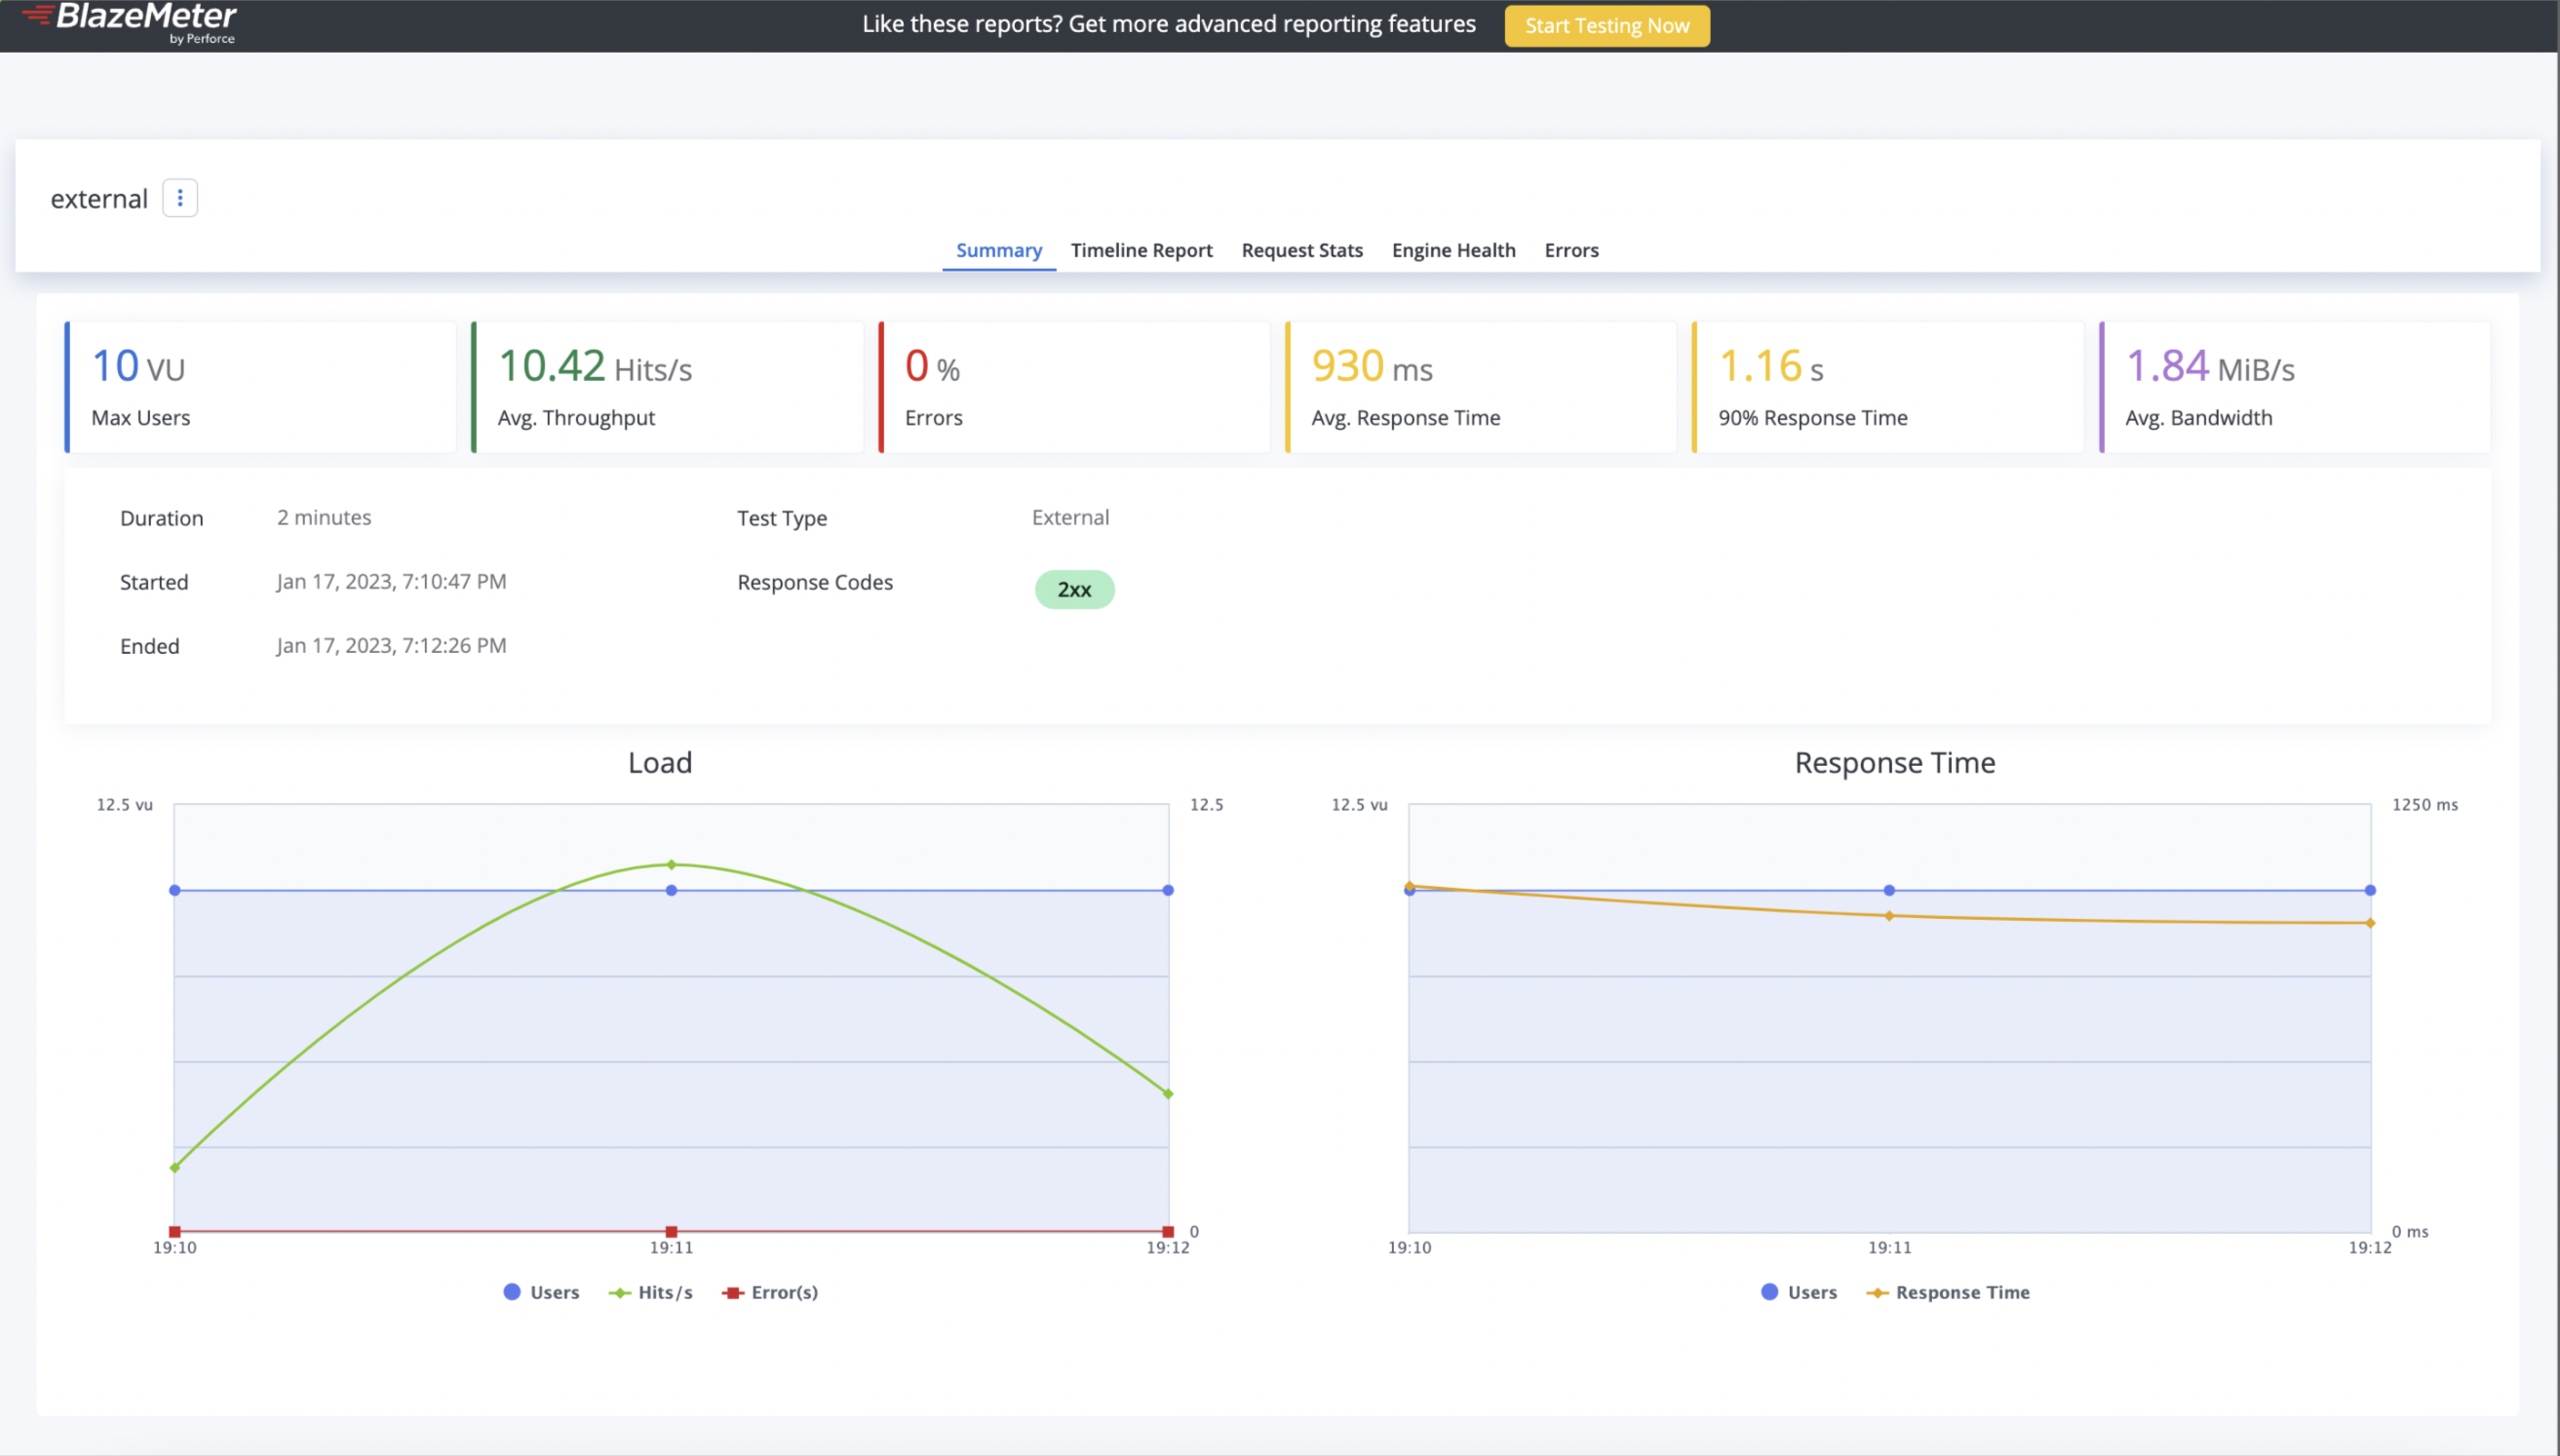 BlazeMeter
by Perforce
Like these reports? Get more advanced reporting features
Start Testing Now
external
Summary Timeline Report Request Stats Engine Health Errors
10 VU
Max Users
10.42 Hits/s
Avg. Throughput
0 %
Errors
930 ms
Avg. Response Time
1.16 s
90% Response Time
1.84 MiB/s
Avg. Bandwidth
Duration 2 minutes
Started Jan 17, 2023, 7:10:47 PM
Ended Jan 17, 2023, 7:12:26 PM
Test Type External
Response Codes 2xx
Load
12.5 vu 12.5
0
19:10 19:11 19:12
Users Hits/s Error(s)
Response Time
12.5 vu 1250 ms
0 ms
19:10 19:11 19:12
Users Response Time